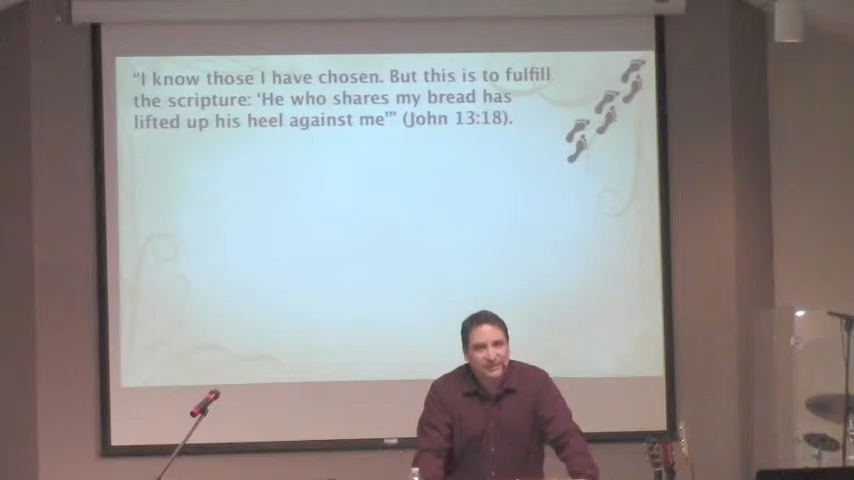 “I know those I have chosen. But this is to fulfill
the scripture: ‘He who shares my bread has
lifted up his heel against me’” (John 13:18).